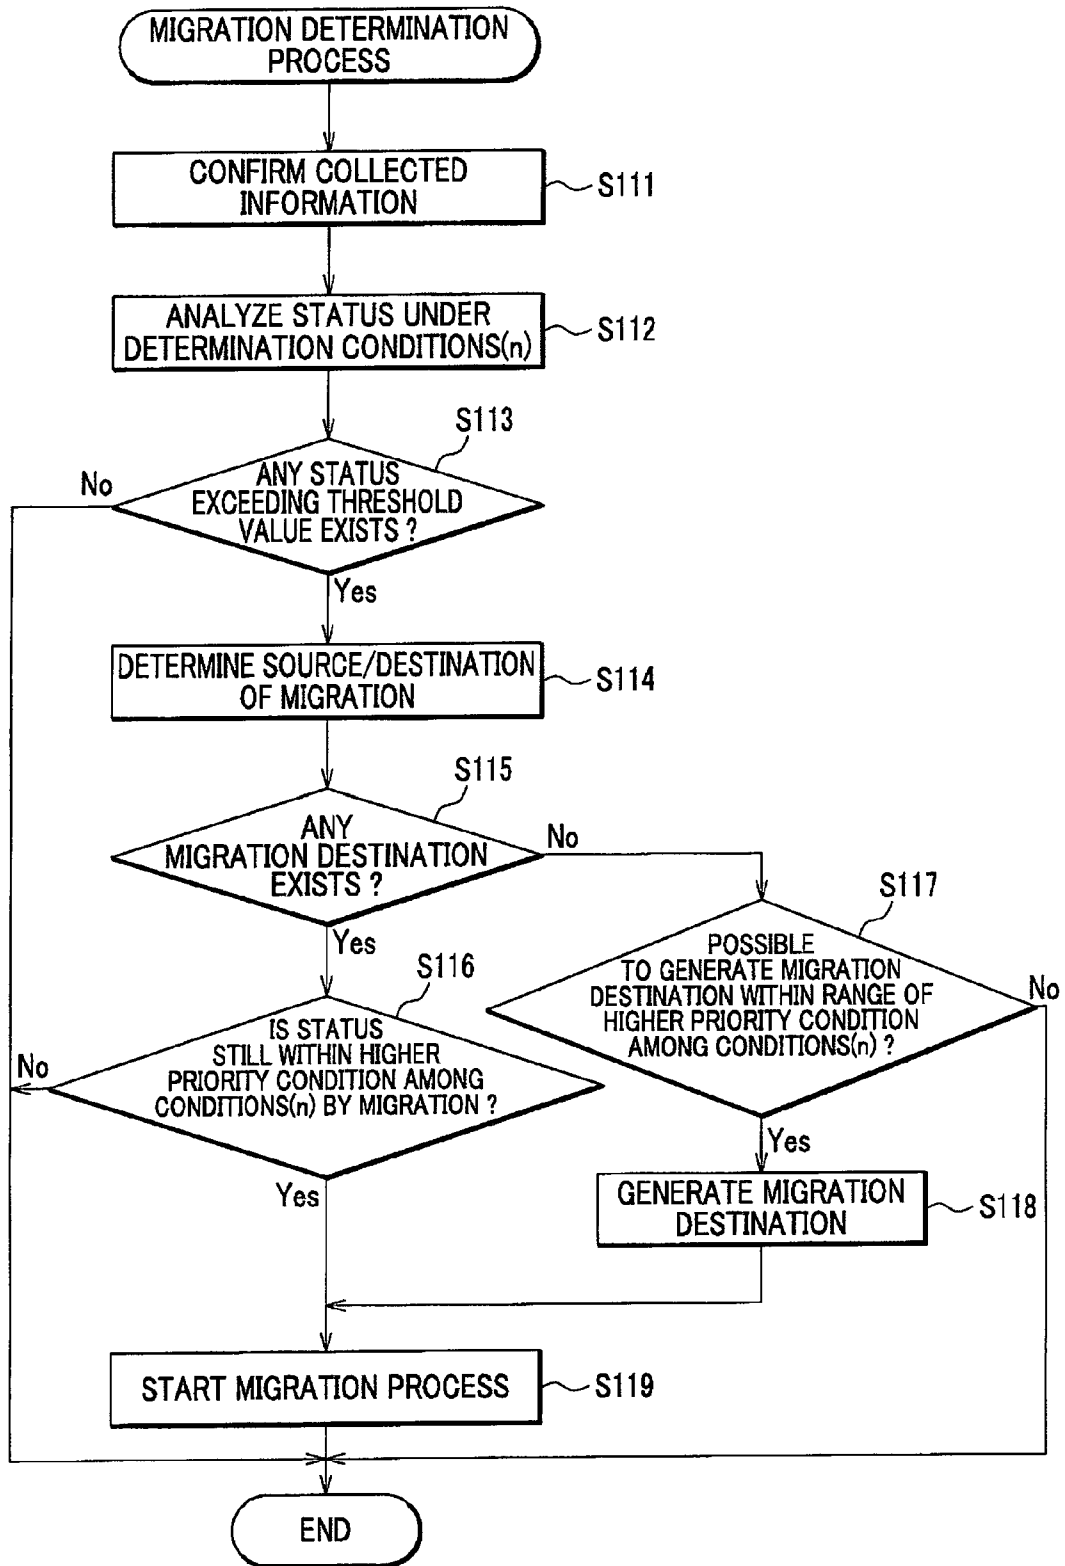 MIGRATION DETERMINATION
PROCESS
CONFIRM COLLECTED
INFORMATION
S111
ANALYZE STATUS UNDER
DETERMINATION CONDITIONS(n)
S112
S113
ANY STATUS
EXCEEDING THRESHOLD
VALUE EXISTS ?
No
Yes
DETERMINE SOURCE/DESTINATION
OF MIGRATION
S114
S115
ANY
MIGRATION DESTINATION
EXISTS ?
No
Yes
S117
POSSIBLE
TO GENERATE MIGRATION
DESTINATION WITHIN RANGE OF
HIGHER PRIORITY CONDITION
AMONG CONDITIONS(n) ?
No
Yes
S116
IS STATUS
STILL WITHIN HIGHER
PRIORITY CONDITION AMONG
CONDITIONS(n) BY MIGRATION ?
No
Yes
GENERATE MIGRATION
DESTINATION
S118
START MIGRATION PROCESS
S119
END